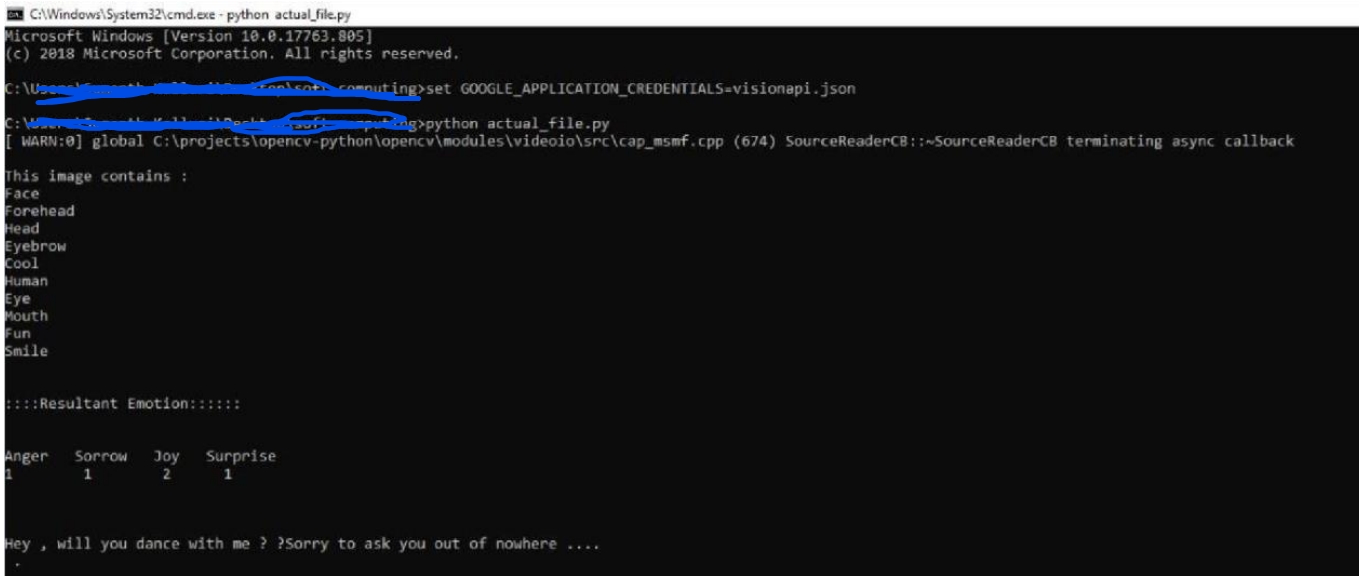 C:\Windows\System32\cmd.exe - python actual_file.py
Microsoft Windows [Version 10.0.17763.805]
(c) 2018 Microsoft Corporation. All rights reserved.
C:\>set GOOGLE_APPLICATION_CREDENTIALS=visionapi.json
C:\>python actual_file.py
[ WARN:0] global C:\projects\opencv-python\opencv\modules\videoio\src\cap_msmf.cpp (674) SourceReaderCB::~SourceReaderCB terminating async callback
This image contains :
Face
Forehead
Head
Eyebrow
Cool
Human
Eye
Mouth
Fun
Smile
::::Resultant Emotion::::::
Anger Sorrow Joy Surprise
1 1 2 1
Hey , will you dance with me ? ?Sorry to ask you out of nowhere ....
.